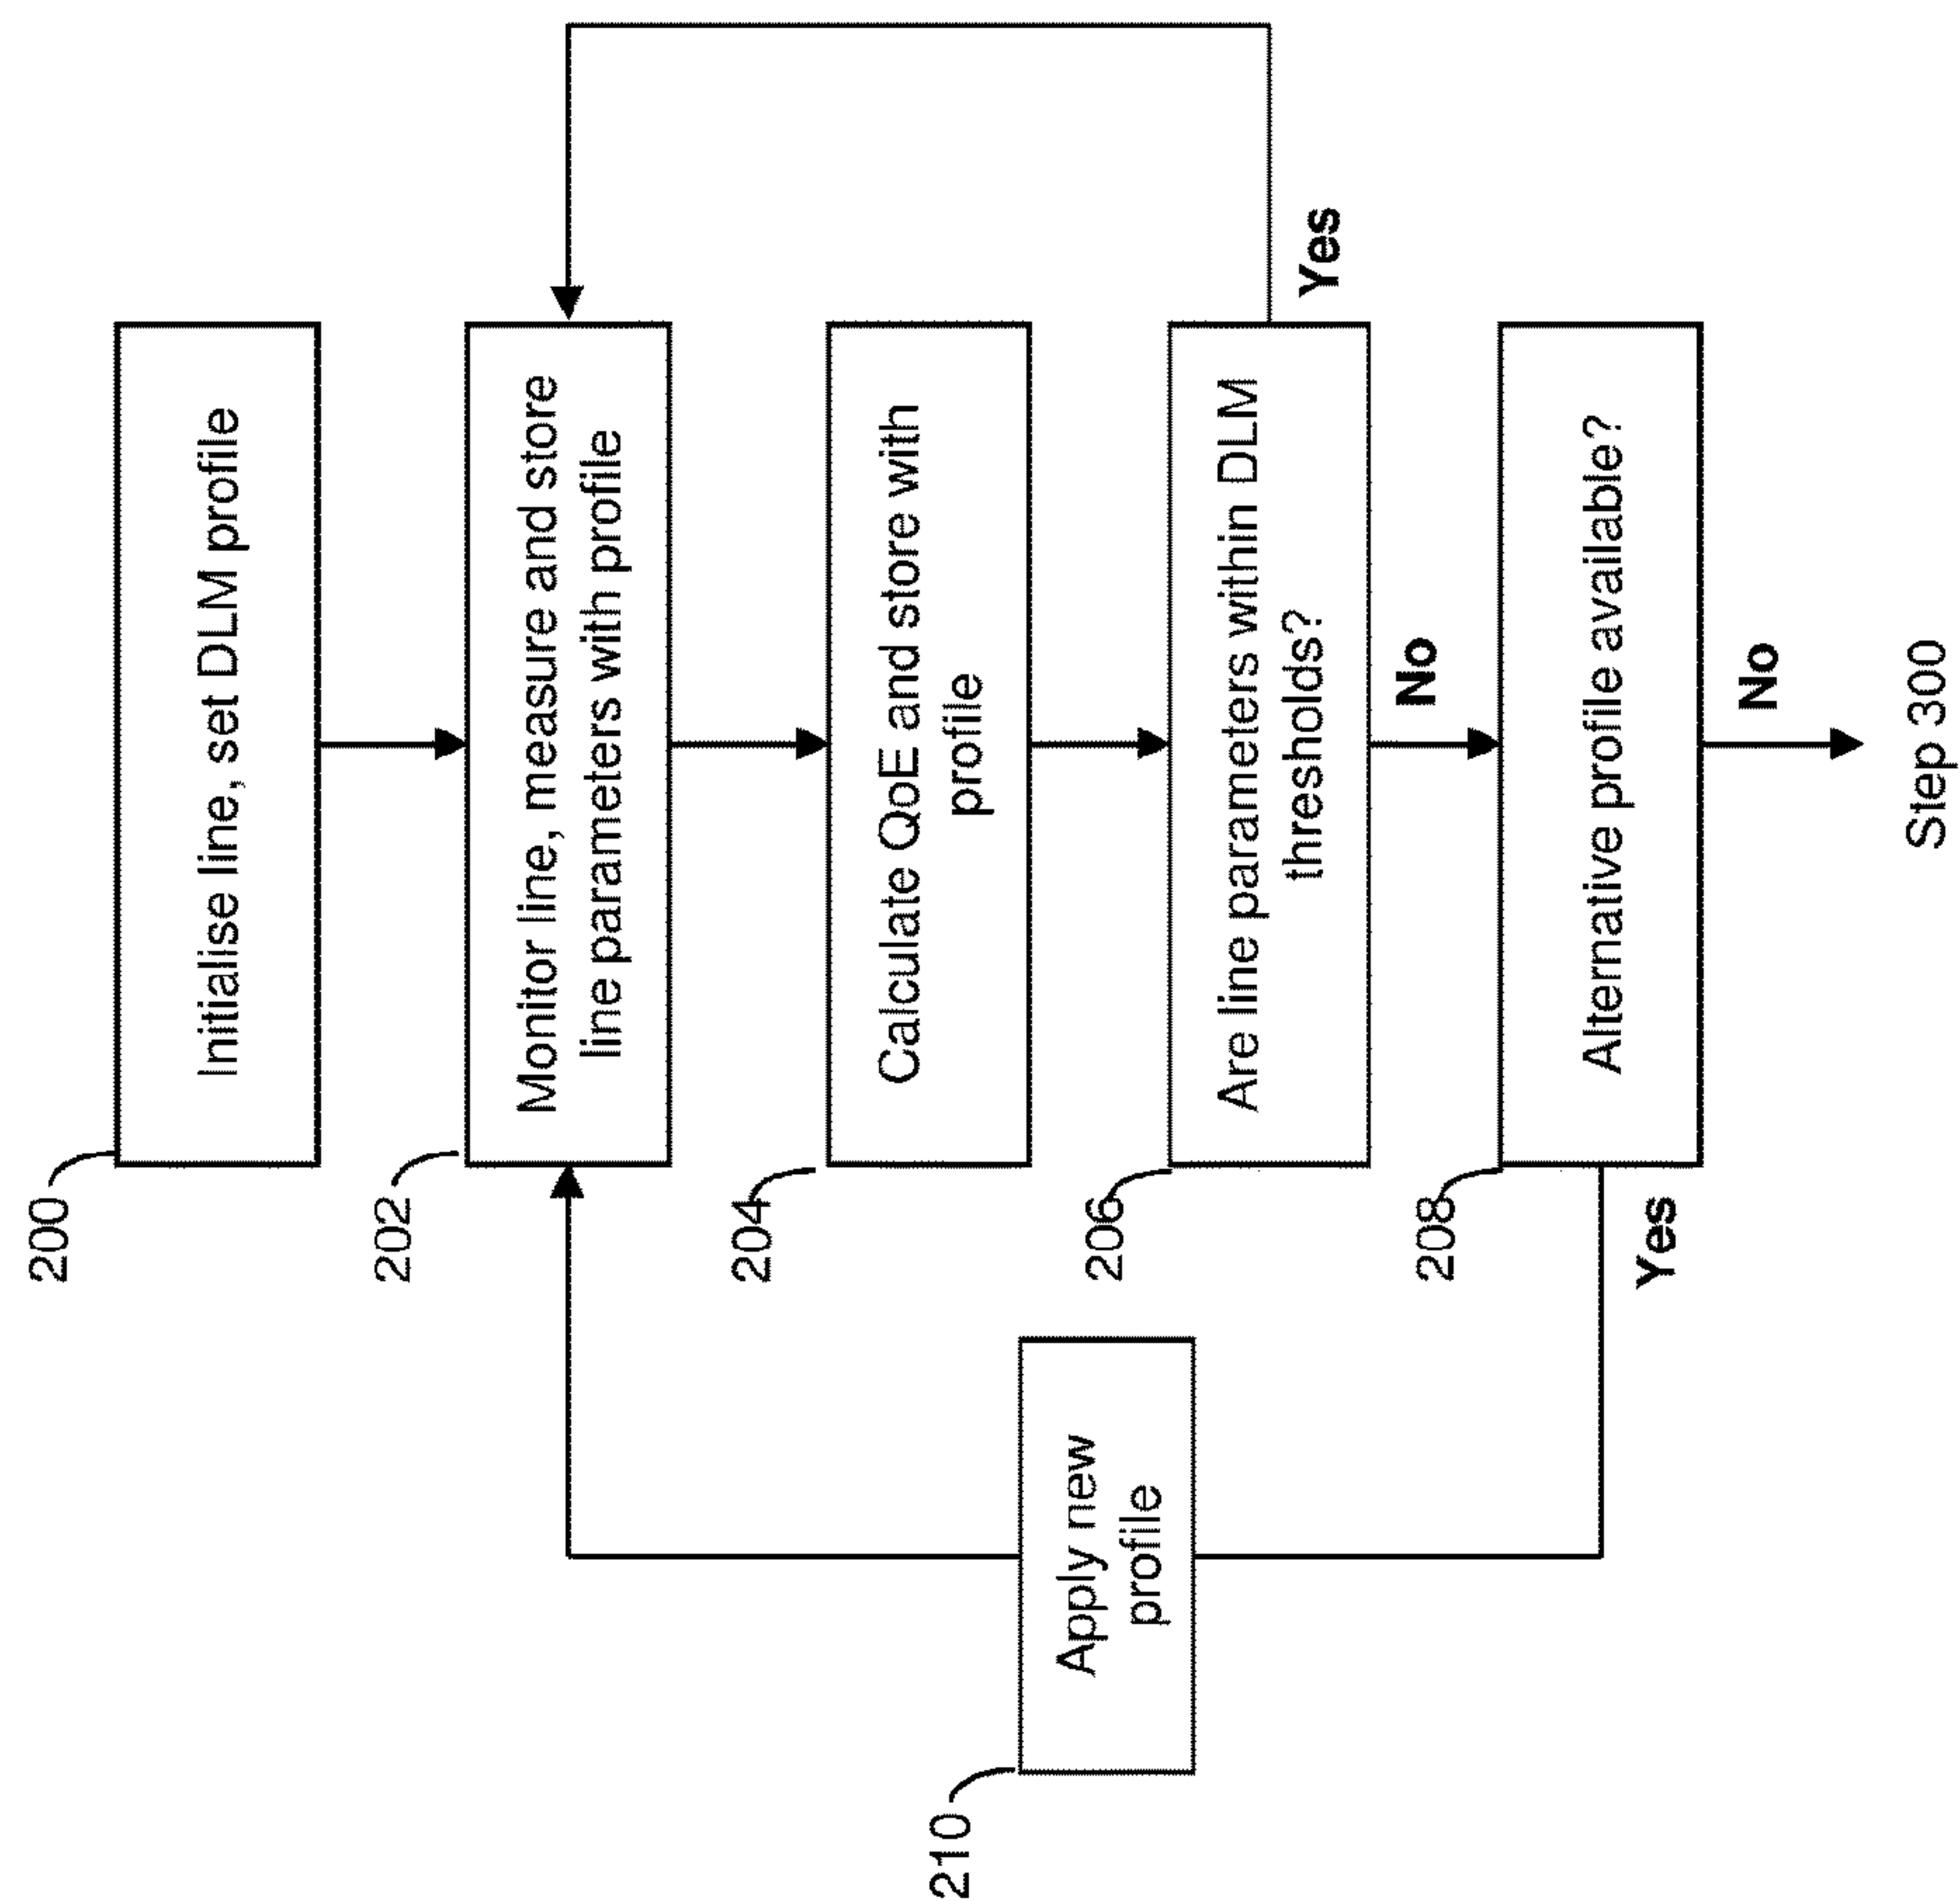 200
Initialise line, set DLM profile
202
Monitor line, measure and store
line parameters with profile
204
Calculate QoE and store with
profile
206
Are line parameters within DLM
thresholds?
Yes
No
208
Alternative profile available?
Yes
No
210
Apply new
profile
Step 300